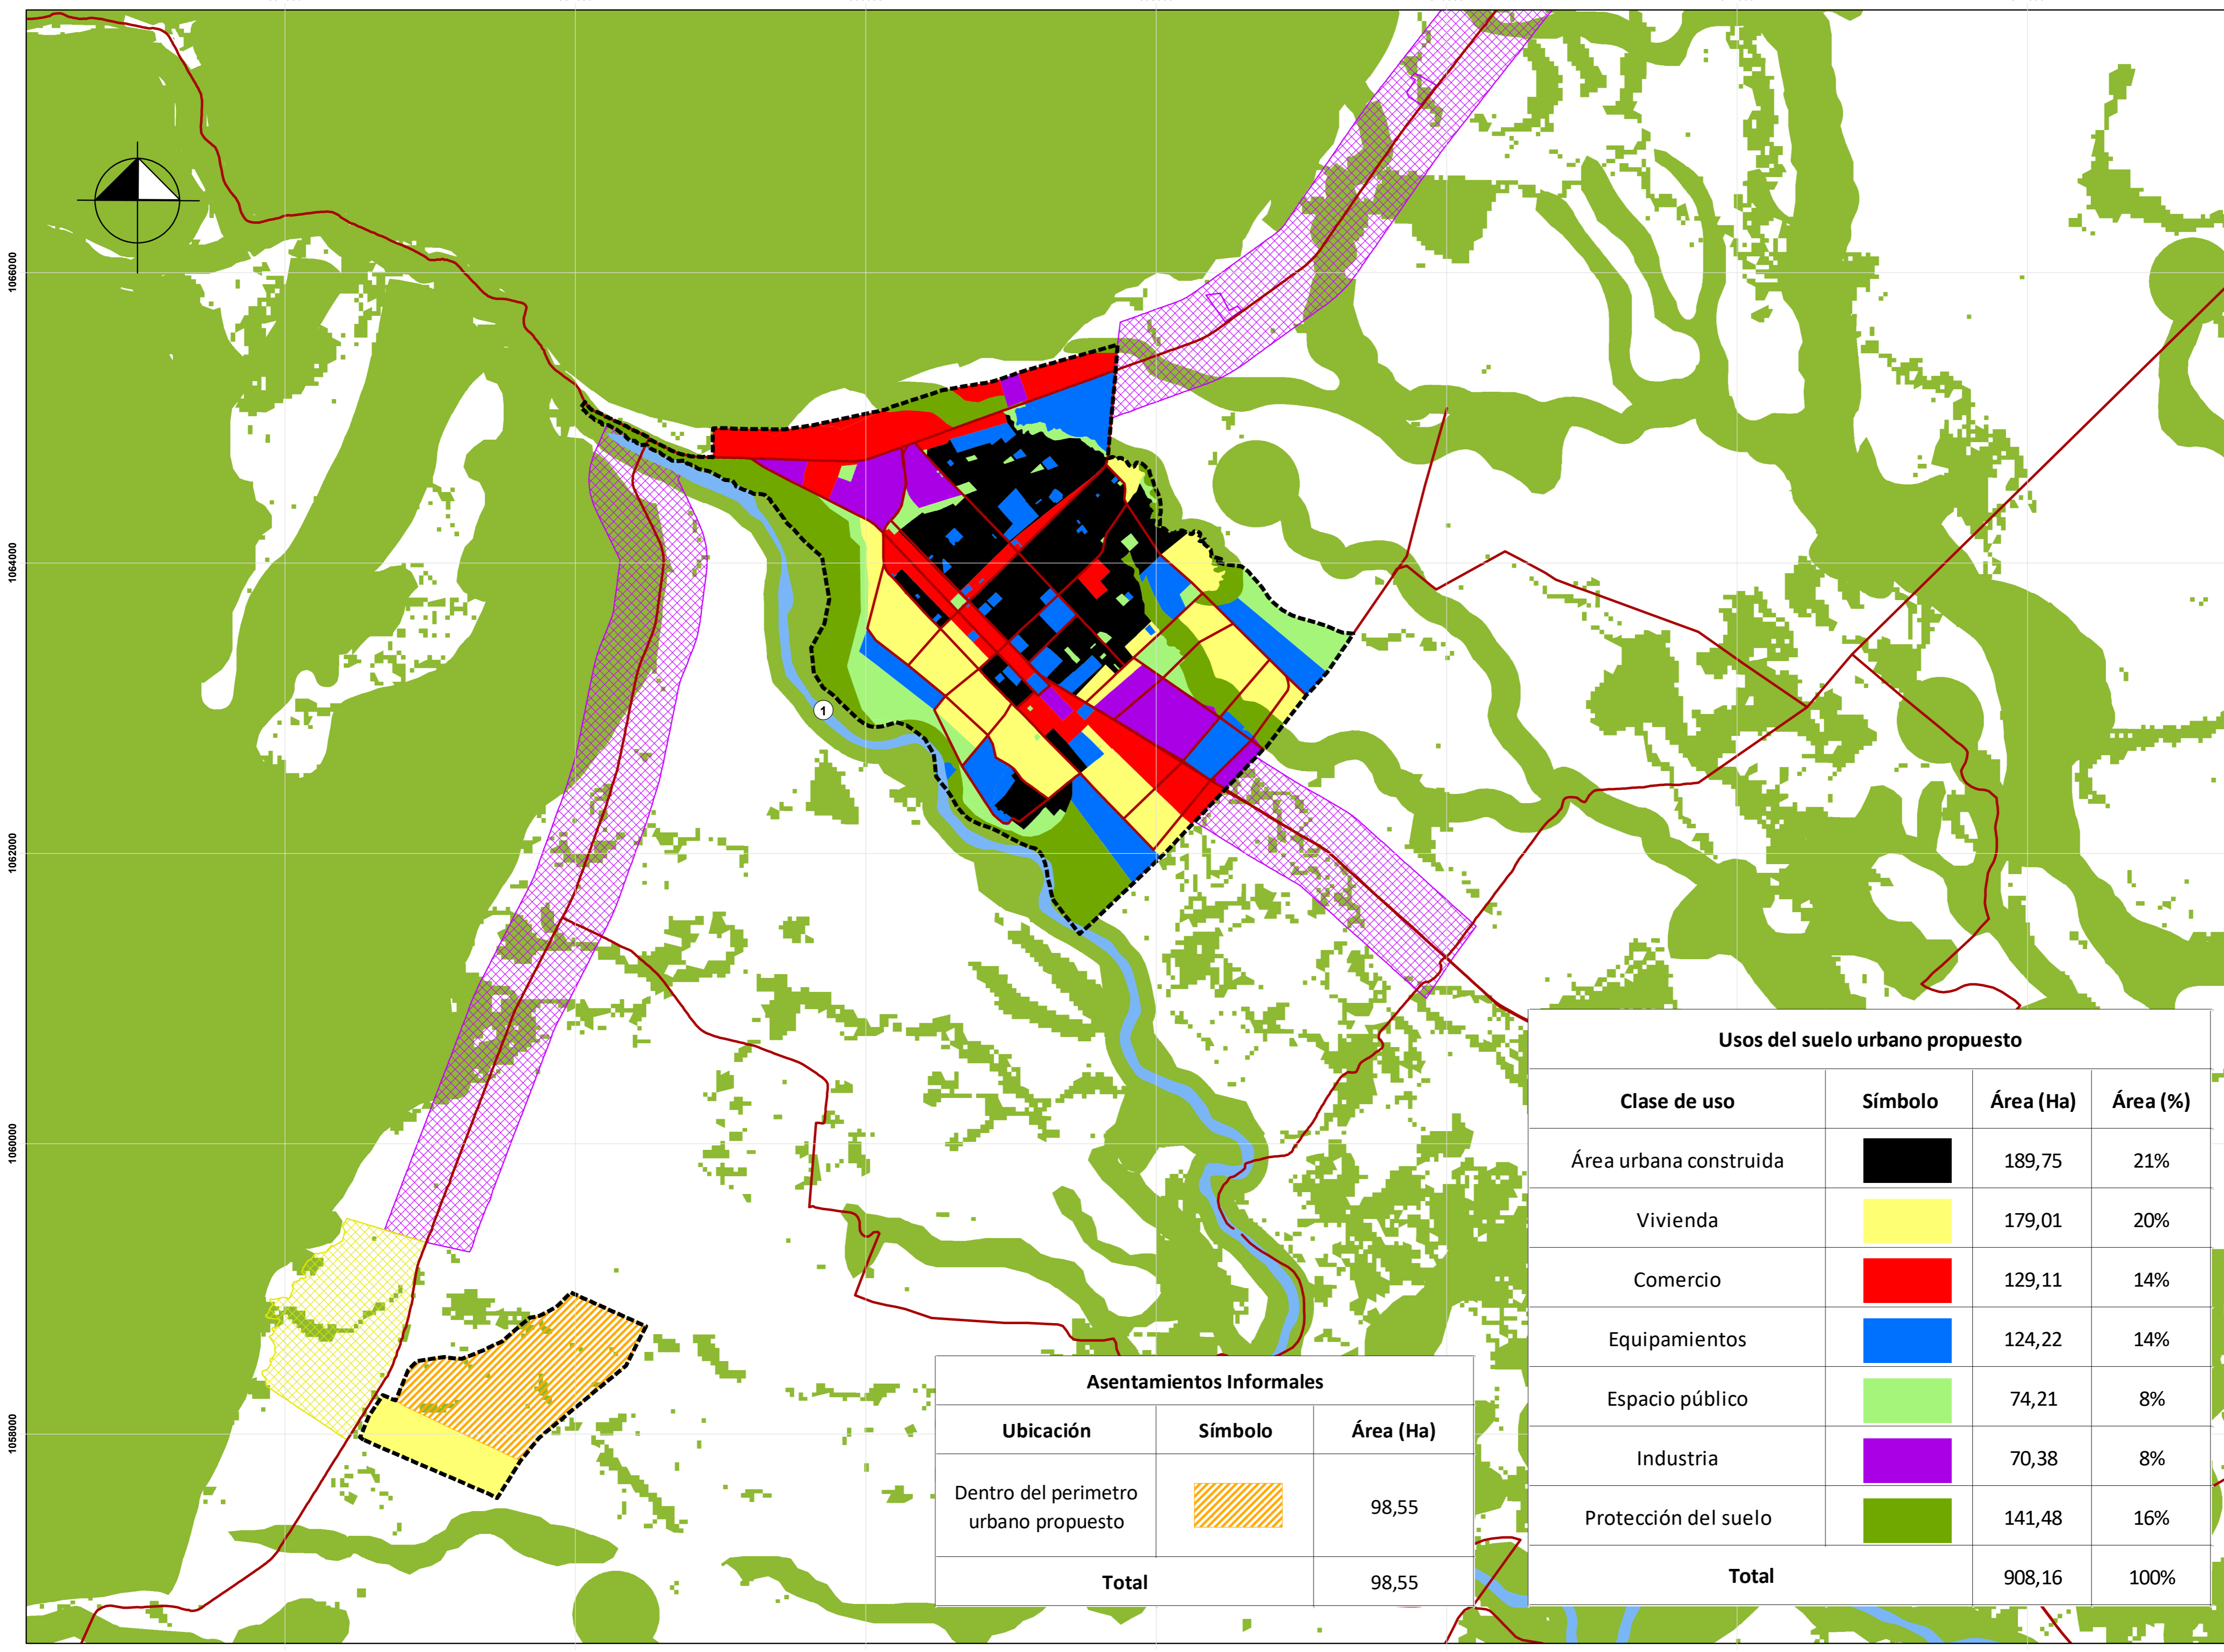 1066000
1064000
1
1062000
1060000
1058000
Usos del suelo urbano propuesto
Clase de uso Símbolo Área (Ha) Área (%)
Área urbana construida 189,75 21%
Vivienda 179,01 20%
Comercio 129,11 14%
Equipamientos 124,22 14%
Espacio público 74,21 8%
Industria 70,38 8%
Protección del suelo 141,48 16%
Total 908,16 100%
Asentamientos Informales
Ubicación Símbolo Área (Ha)
Dentro del perimetro
urbano propuesto 98,55
Total 98,55